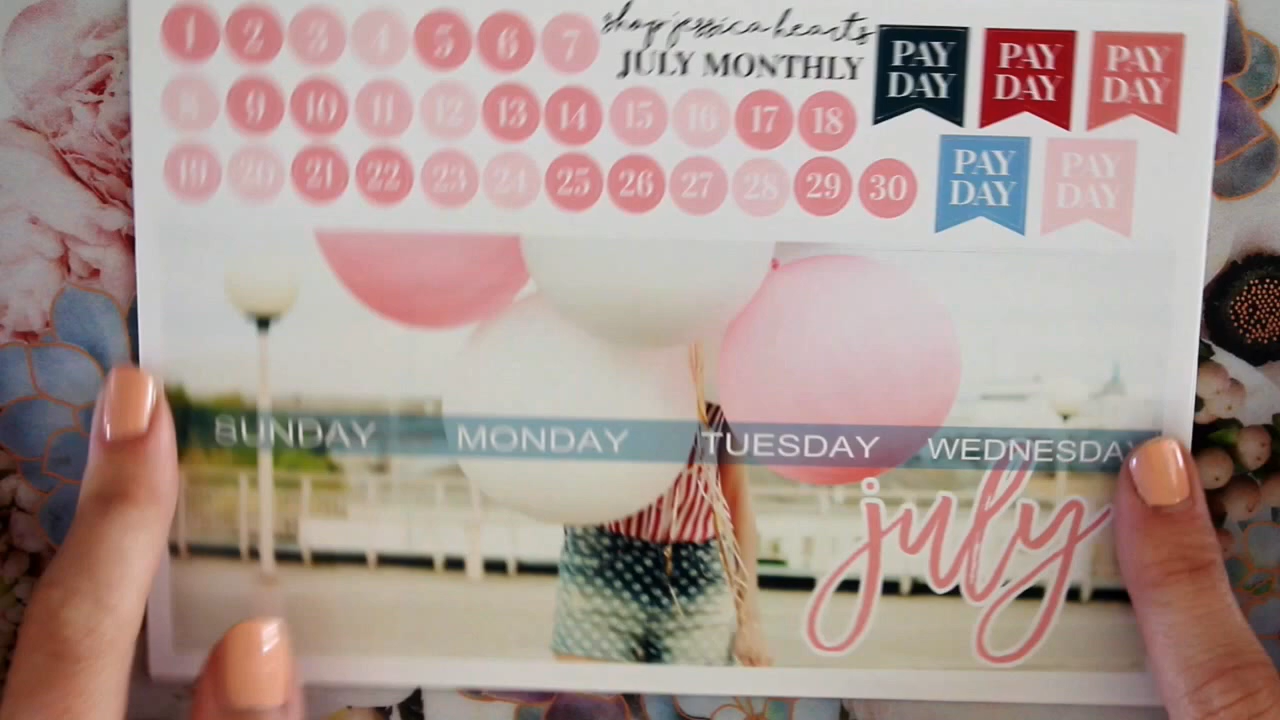 1 2 3 4 5 6 7
shopjessicahearts
JULY MONTHLY
8 9 10 11 12 13 14 15 16 17 18
19 20 21 22 23 24 25 26 27 28 29 30
PAY
DAY
PAY
DAY
PAY
DAY
PAY
DAY
PAY
DAY
SUNDAY MONDAY TUESDAY WEDNESDAY
july